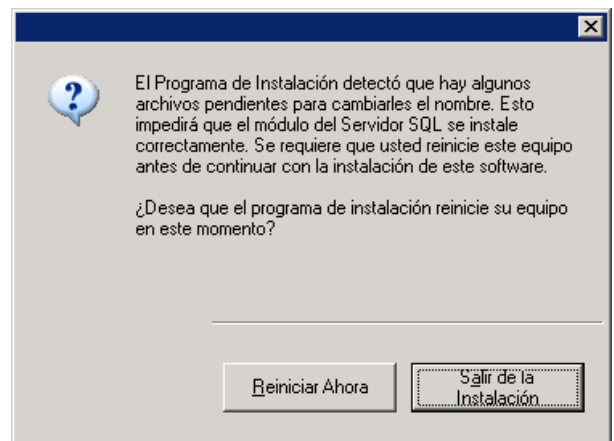 El Programa de Instalación detectó que hay algunos
archivos pendientes para cambiarles el nombre. Esto
impedirá que el módulo del Servidor SQL se instale
correctamente. Se requiere que usted reinicie este equipo
antes de continuar con la instalación de este software.
¿Desea que el programa de instalación reinicie su equipo
en este momento?
Reiniciar Ahora
Salir de la
Instalación